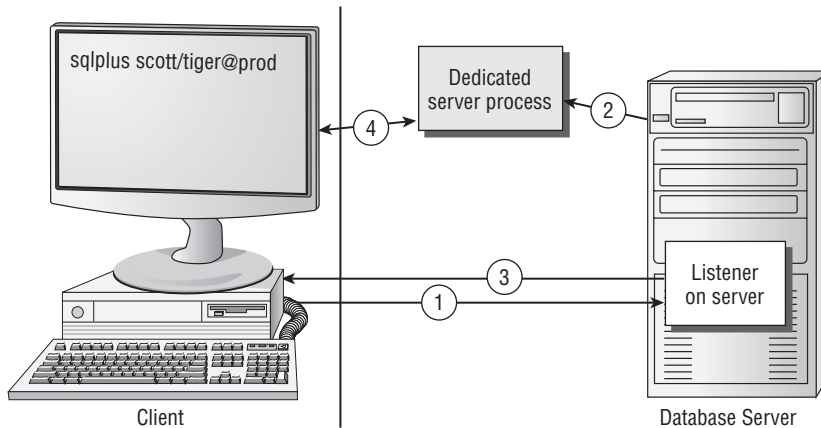 sqlplus scott/tiger@prod
Dedicated
server process
2
4
3
1
Listener
on server
Client
Database Server